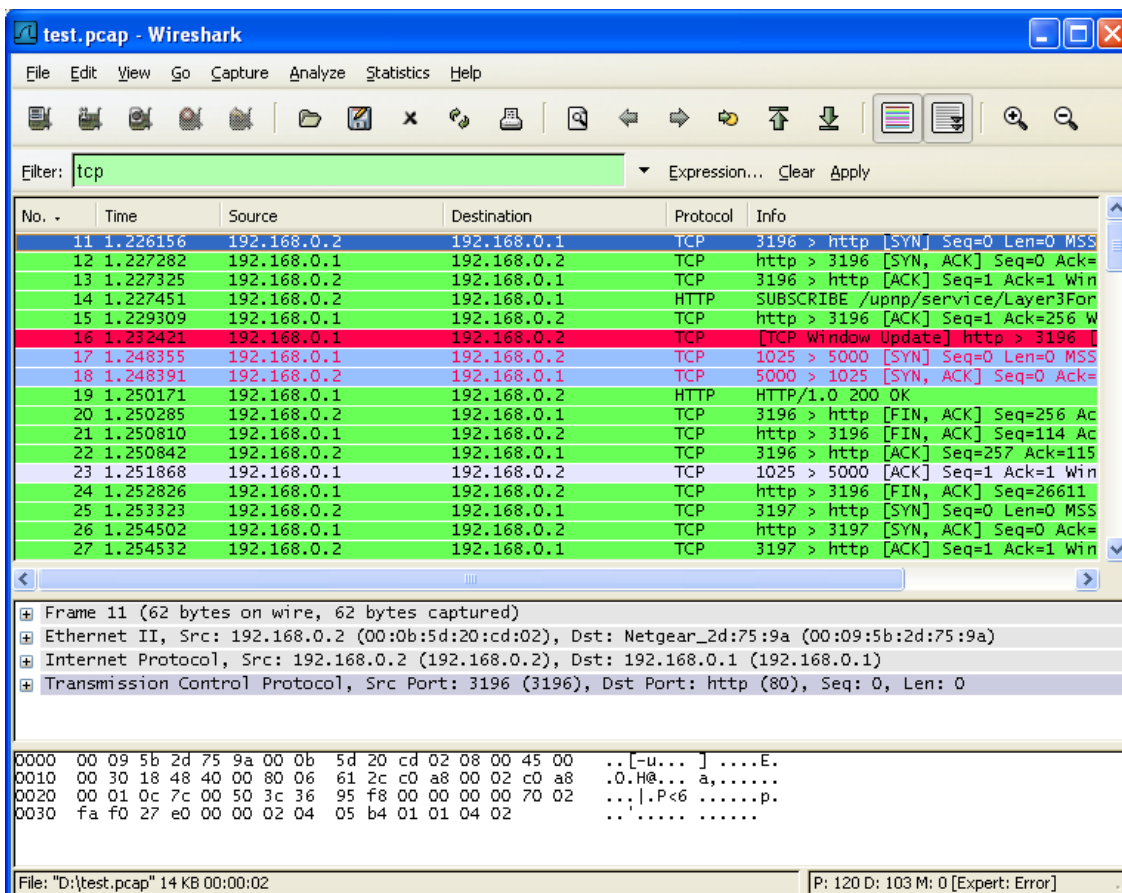 test.pcap - Wireshark
File Edit View Go Capture Analyze Statistics Help
Filter: tcp Expression... Clear Apply
No. Time Source Destination Protocol Info
11 1.226156 192.168.0.2 192.168.0.1 TCP 3196 > http [SYN] Seq=0 Len=0 MSS
12 1.227282 192.168.0.1 192.168.0.2 TCP http > 3196 [SYN, ACK] Seq=0 Ack=
13 1.227325 192.168.0.2 192.168.0.1 TCP 3196 > http [ACK] Seq=1 Ack=1 Win
14 1.227451 192.168.0.2 192.168.0.1 HTTP SUBSCRIBE /upnp/service/Layer3For
15 1.229309 192.168.0.1 192.168.0.2 TCP http > 3196 [ACK] Seq=1 Ack=256 W
16 1.232421 192.168.0.1 192.168.0.2 TCP [TCP Window Update] http > 3196 [
17 1.248355 192.168.0.1 192.168.0.2 TCP 1025 > 5000 [SYN] Seq=0 Len=0 MSS
18 1.248391 192.168.0.2 192.168.0.1 TCP 5000 > 1025 [SYN, ACK] Seq=0 Ack=
19 1.250171 192.168.0.1 192.168.0.2 HTTP HTTP/1.0 200 OK
20 1.250285 192.168.0.2 192.168.0.1 TCP 3196 > http [FIN, ACK] Seq=256 Ac
21 1.250810 192.168.0.1 192.168.0.2 TCP http > 3196 [FIN, ACK] Seq=114 Ac
22 1.250842 192.168.0.2 192.168.0.1 TCP 3196 > http [ACK] Seq=257 Ack=115
23 1.251868 192.168.0.1 192.168.0.2 TCP 1025 > 5000 [ACK] Seq=1 Ack=1 Win
24 1.252826 192.168.0.1 192.168.0.2 TCP http > 3196 [FIN, ACK] Seq=26611
25 1.253323 192.168.0.2 192.168.0.1 TCP 3197 > http [SYN] Seq=0 Len=0 MSS
26 1.254502 192.168.0.1 192.168.0.2 TCP http > 3197 [SYN, ACK] Seq=0 Ack=
27 1.254532 192.168.0.2 192.168.0.1 TCP 3197 > http [ACK] Seq=1 Ack=1 Win
Frame 11 (62 bytes on wire, 62 bytes captured)
Ethernet II, Src: 192.168.0.2 (00:0b:5d:20:cd:02), Dst: Netgear_2d:75:9a (00:09:5b:2d:75:9a)
Internet Protocol, Src: 192.168.0.2 (192.168.0.2), Dst: 192.168.0.1 (192.168.0.1)
Transmission Control Protocol, Src Port: 3196 (3196), Dst Port: http (80), Seq: 0, Len: 0
0000 00 09 5b 2d 75 9a 00 0b 5d 20 cd 02 08 00 45 00 ..[-u... ] ....E.
0010 00 30 18 48 40 00 80 06 61 2c c0 a8 00 02 c0 a8 .0.H@... a,......
0020 00 01 0c 7c 00 50 3c 36 95 f8 00 00 00 00 70 02 ...|.P<6 ......p.
0030 fa f0 27 e0 00 00 02 04 05 b4 01 01 04 02 ..'..... ......
File: "D:\test.pcap" 14 KB 00:00:02 P: 120 D: 103 M: 0 [Expert: Error]